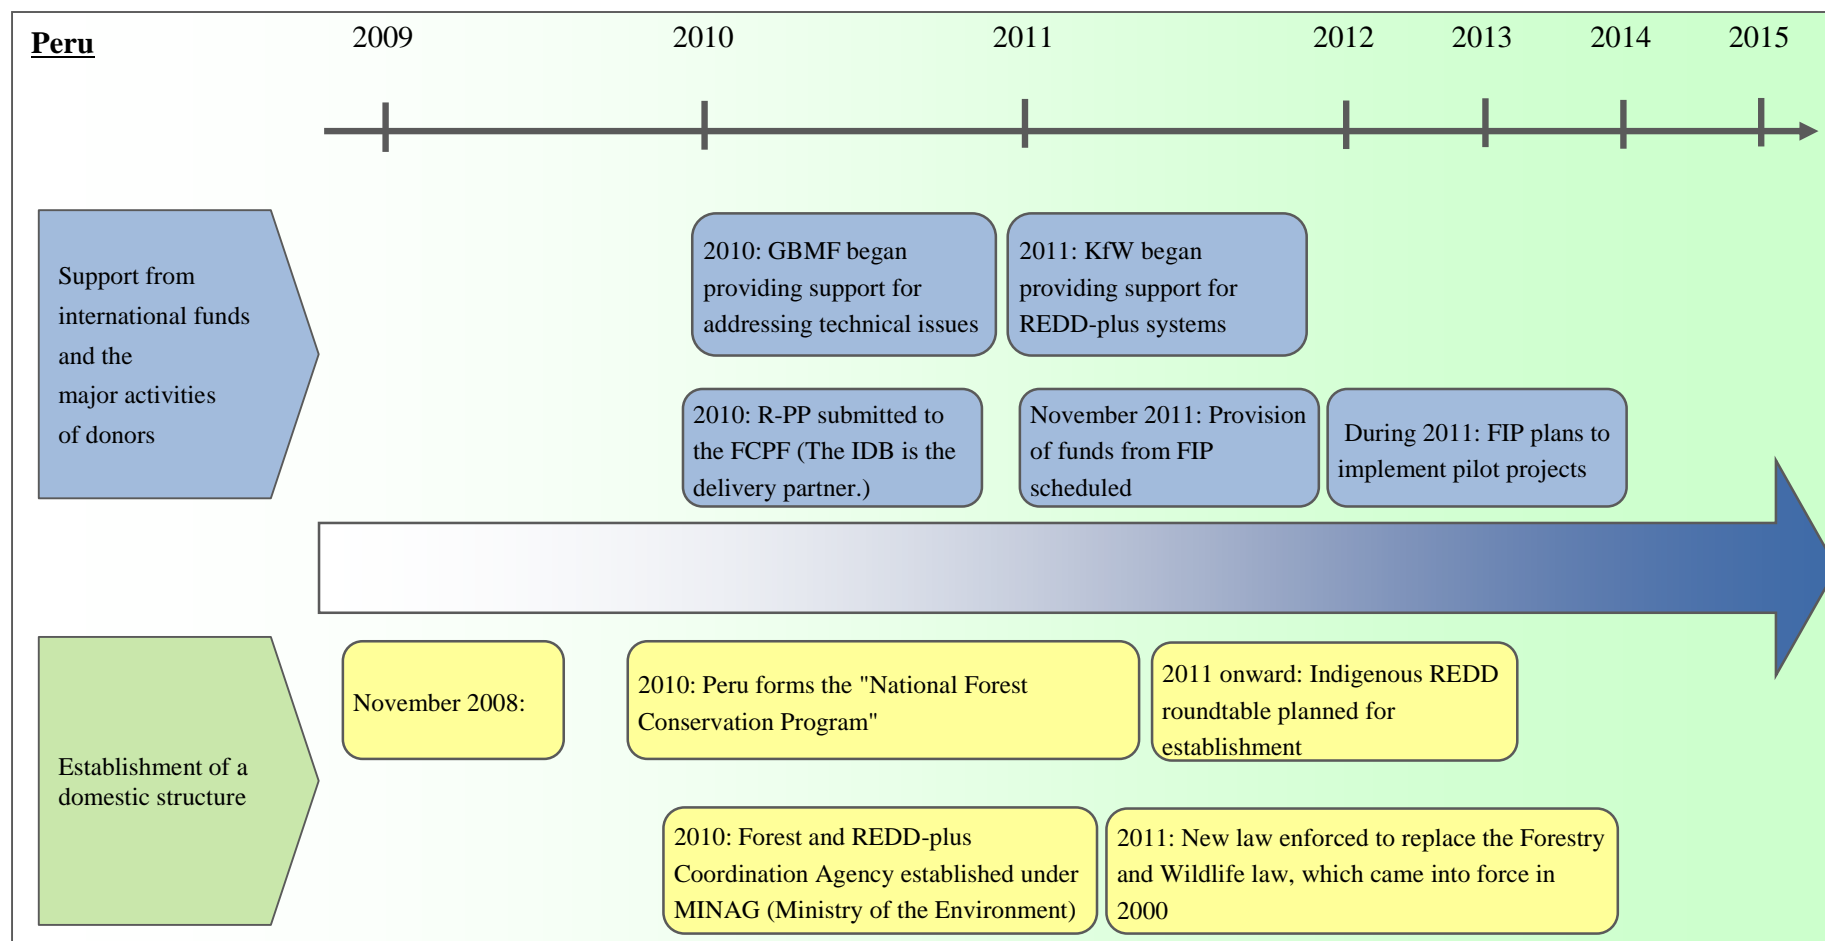 Peru
2009 2010 2011 2012 2013 2014 2015
Support from
international funds
and the
major activities
of donors
2010: GBMF began
providing support for
addressing technical issues
2011: KfW began
providing support for
REDD-plus systems
2010: R-PP submitted to
the FCPF (The IDB is the
delivery partner.)
November 2011: Provision
of funds from FIP
scheduled
During 2011: FIP plans to
implement pilot projects
Establishment of a
domestic structure
November 2008:
2010: Peru forms the "National Forest
Conservation Program"
2011 onward: Indigenous REDD
roundtable planned for
establishment
2010: Forest and REDD-plus
Coordination Agency established under
MINAG (Ministry of the Environment)
2011: New law enforced to replace the Forestry
and Wildlife law, which came into force in
2000